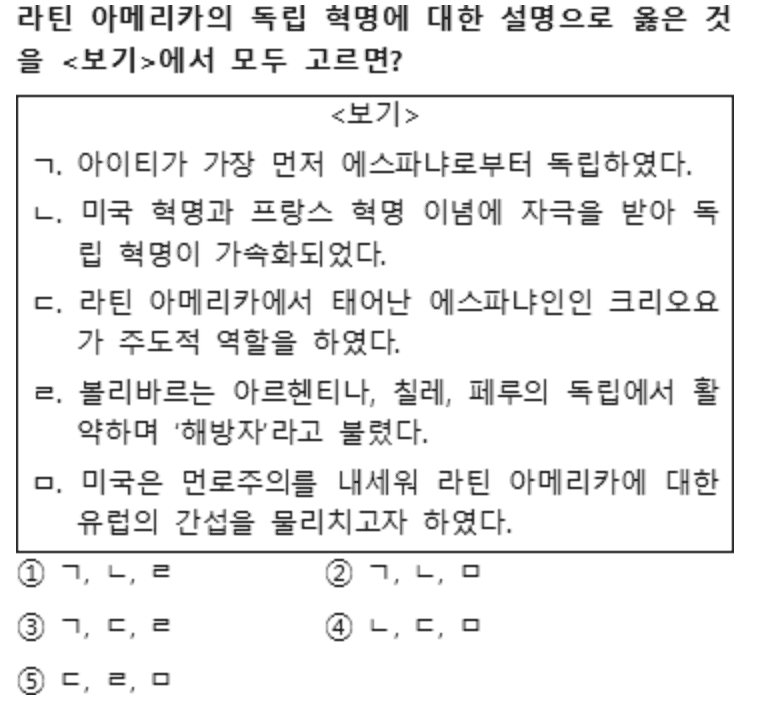 라틴 아메리카의 독립 혁명에 대한 설명으로 옳은 것
을 <보기>에서 모두 고르면?
<보기>
ㄱ. 아이티가 가장 먼저 에스파냐로부터 독립하였다.
ㄴ. 미국 혁명과 프랑스 혁명 이념에 자극을 받아 독
립 혁명이 가속화되었다.
ㄷ. 라틴 아메리카에서 태어난 에스파냐인인 크리오요
가 주도적 역할을 하였다.
ㄹ. 볼리바르는 아르헨티나, 칠레, 페루의 독립에서 활
약하며 '해방자'라고 불렸다.
ㅁ. 미국은 먼로주의를 내세워 라틴 아메리카에 대한
유럽의 간섭을 물리치고자 하였다.
① ㄱ, ㄴ, ㄹ ② ㄱ, ㄴ, ㅁ
③ ㄱ, ㄷ, ㄹ ④ ㄴ, ㄷ, ㅁ
⑤ ㄷ, ㄹ, ㅁ